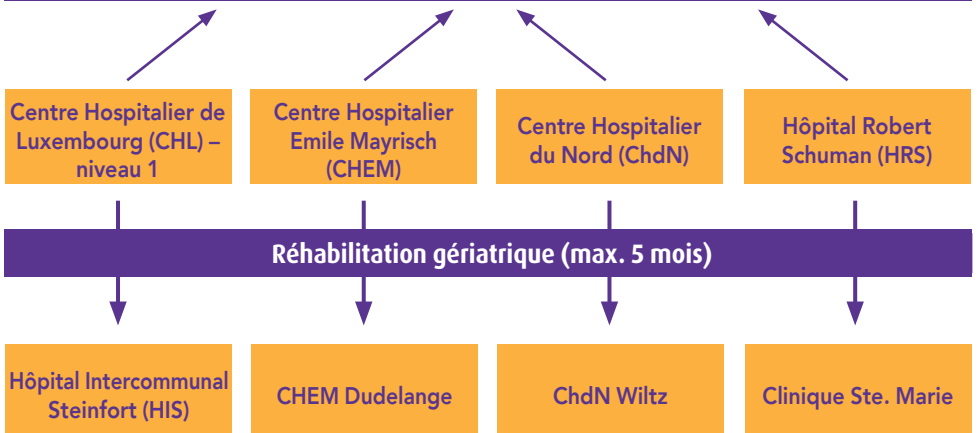 Centre Hospitalier de
Luxembourg (CHL) –
niveau 1
Centre Hospitalier
Emile Mayrisch
(CHEM)
Centre Hospitalier
du Nord (ChdN)
Hôpital Robert
Schuman (HRS)
Réhabilitation gériatrique (max. 5 mois)
Hôpital Intercommunal
Steinfort (HIS)
CHEM Dudelange
ChdN Wiltz
Clinique Ste. Marie